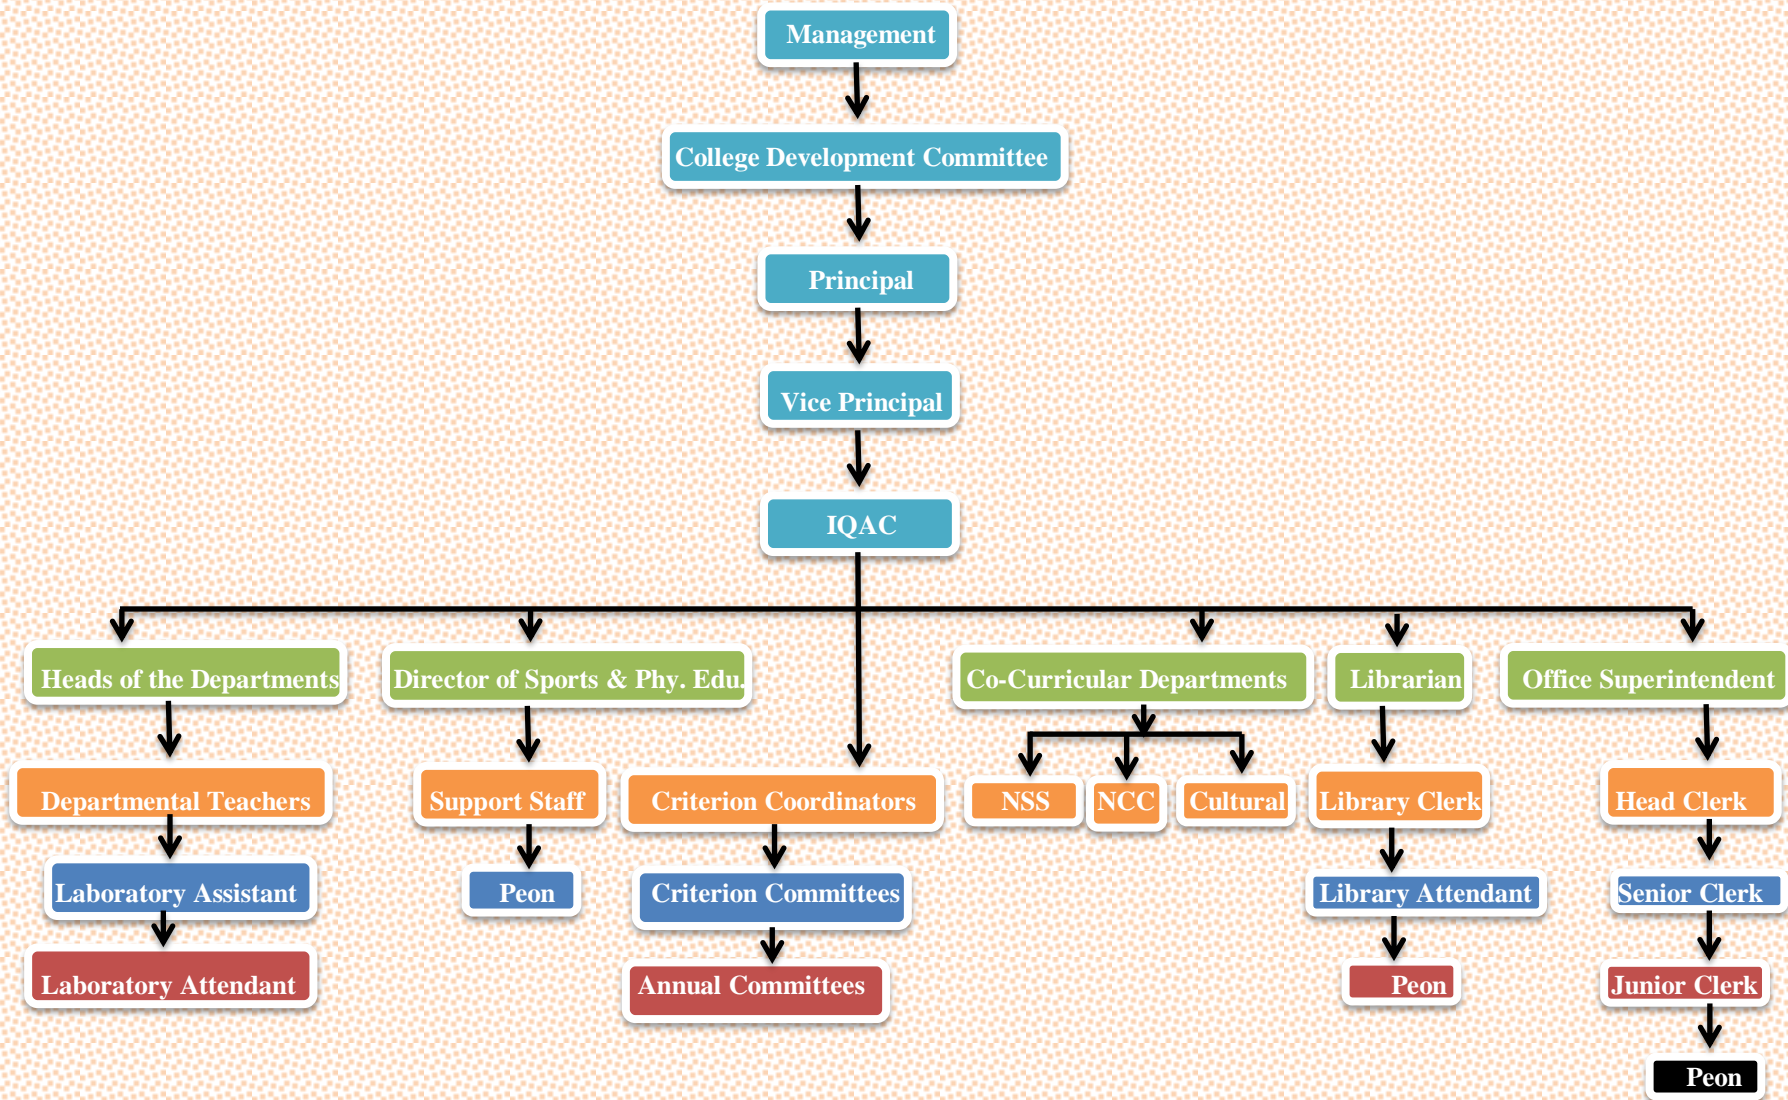 Management
College Development Committee
Principal
Vice Principal
IQAC
Heads of the Departments
Director of Sports & Phy. Edu.
Co-Curricular Departments
Librarian
Office Superintendent
Departmental Teachers
Support Staff
Criterion Coordinators
NSS
NCC
Cultural
Library Clerk
Head Clerk
Laboratory Assistant
Peon
Criterion Committees
Library Attendant
Senior Clerk
Laboratory Attendant
Annual Committees
Peon
Junior Clerk
Peon